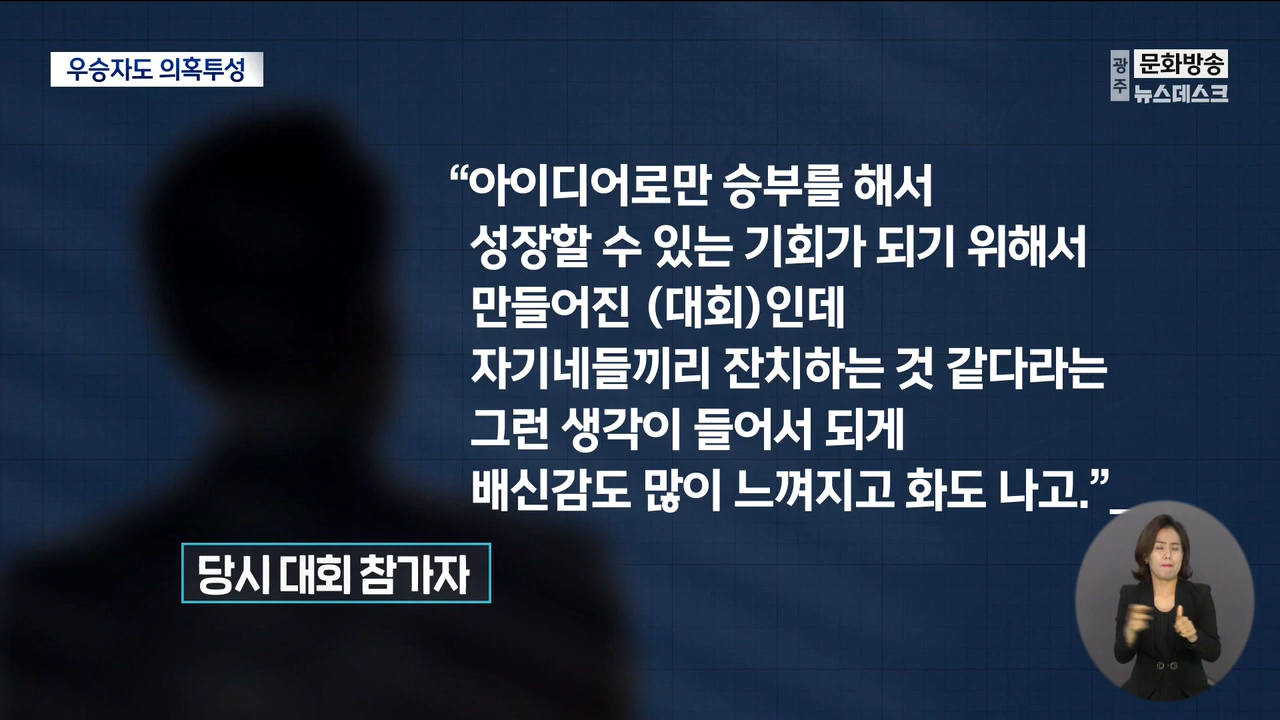 우승자도 의혹투성
광주
문화방송
뉴스데스크
“아이디어로만 승부를 해서
성장할 수 있는 기회가 되기 위해서
만들어진 (대회)인데
자기네들끼리 잔치하는 것 같다라는
그런 생각이 들어서 되게
배신감도 많이 느껴지고 화도 나고.”
당시 대회 참가자